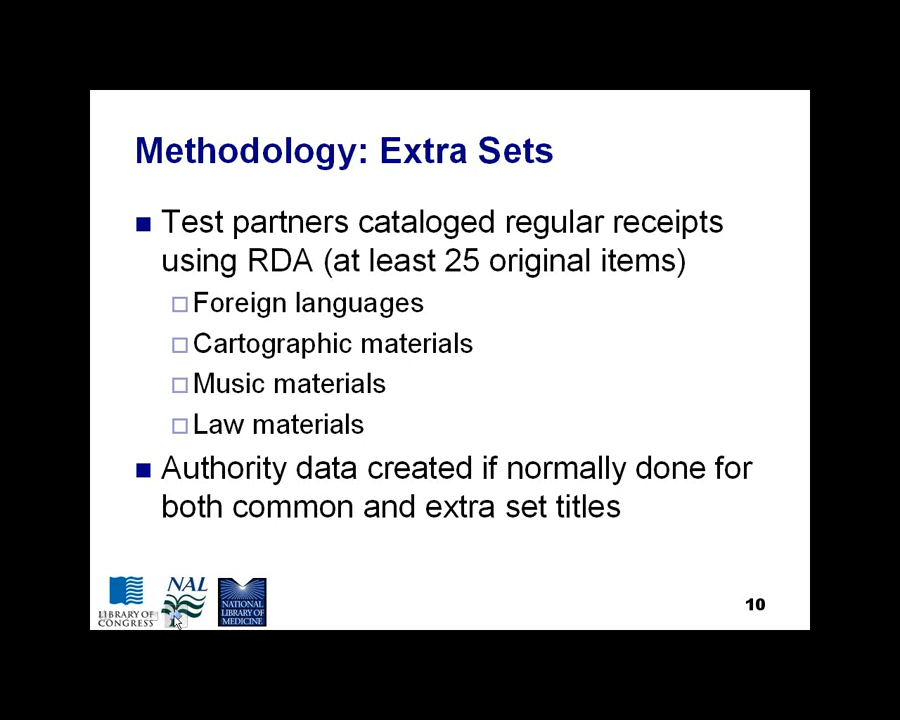 Methodology: Extra Sets
Test partners cataloged regular receipts
using RDA (at least 25 original items)
Foreign languages
Cartographic materials
Music materials
Law materials
Authority data created if normally done for
both common and extra set titles
LIBRARY OF
CONGRESS
NAL
NATIONAL
LIBRARY OF
MEDICINE
10